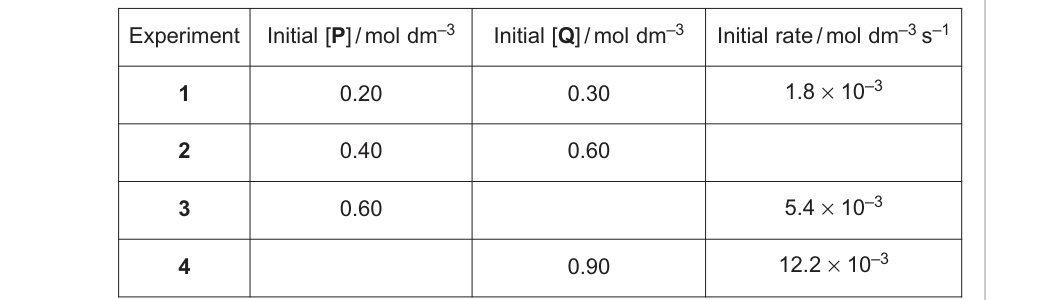 Experiment Initial [P] / mol dm⁻³ Initial [Q] / mol dm⁻³ Initial rate / mol dm⁻³ s⁻¹
1 0.20 0.30 1.8 × 10⁻³
2 0.40 0.60
3 0.60 5.4 × 10⁻³
4 0.90 12.2 × 10⁻³